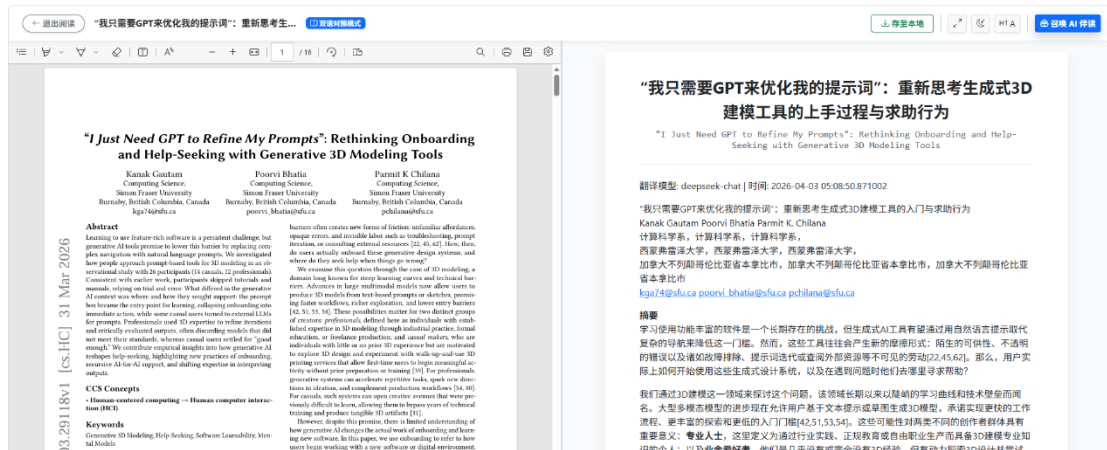 ← 退出阅读
“我只需要GPT来优化我的提示词”：重新思考生...
双语对照模式
存至本地
H1 A
召唤 AI 伴读
1 / 16
“I Just Need GPT to Refine My Prompts”: Rethinking Onboarding
and Help-Seeking with Generative 3D Modeling Tools
Kanak Gautam
Computing Science,
Simon Fraser University
Burnaby, British Columbia, Canada
kga74@sfu.ca
Poorvi Bhatia
Computing Science,
Simon Fraser University
Burnaby, British Columbia, Canada
poorvi_bhatia@sfu.ca
Parmit K Chilana
Computing Science,
Simon Fraser University
Burnaby, British Columbia, Canada
pchilana@sfu.ca
03.29118v1 [cs.HC] 31 Mar 2026
Abstract
Learning to use feature-rich software is a persistent challenge, but
generative AI tools promise to lower this barrier by replacing com-
plex navigation with natural language prompts. We investigated
how people approach prompt-based tools for 3D modeling in an ob-
servational study with 26 participants (14 casuals, 12 professionals).
Consistent with earlier work, participants skipped tutorials and
manuals, relying on trial and error. What differed in the generative
AI context was where and how they sought support: the prompt
box became the entry point for learning, collapsing onboarding into
immediate action, while some casual users turned to external LLMs
for prompts. Professionals used 3D expertise to refine iterations
and critically evaluated outputs, often discarding models that did
not meet their standards, whereas casual users settled for “good
enough.” We contribute empirical insights into how generative AI
reshapes help-seeking, highlighting new practices of onboarding,
recursive AI-for-AI support, and shifting expertise in interpreting
outputs.
CCS Concepts
• Human-centered computing → Human computer interac-
tion (HCI)
Keywords
Generative 3D Modeling, Help-Seeking, Software Learnability, Men-
tal Models
barriers often create new forms of friction: unfamiliar affordances,
opaque errors, and invisible labor such as troubleshooting, prompt
iteration, or consulting external resources [22, 45, 62]. How, then,
do users actually onboard these generative design systems, and
where do they seek help when things go wrong?
We examine this question through the case of 3D modeling, a
domain long known for steep learning curves and technical bar-
riers. Advances in large multimodal models now allow users to
produce 3D models from text-based prompts or sketches, promis-
ing faster workflows, richer exploration, and lower entry barriers
[42, 51, 53, 54]. These possibilities matter for two distinct groups
of creators: professionals, defined here as individuals with estab-
lished expertise in 3D modeling through industrial practice, formal
education, or freelance production; and casual makers, who are
individuals with little or no prior 3D experience but are motivated
to explore 3D design and experiment with walk-up-and-use 3D
printing services that allow first-time users to begin meaningful ac-
tivity without prior preparation or training [39]. For professionals,
generative systems can accelerate repetitive tasks, spark new direc-
tions in ideation, and complement production workflows [54, 80].
For casuals, such systems can open creative avenues that were pre-
viously difficult to learn, allowing them to bypass years of technical
training and produce tangible 3D artifacts [31].
However, despite this promise, there is limited understanding of
how generative AI changes the actual work of onboarding and learn-
ing new software. In this paper, we use onboarding to refer to how
users begin working with a new software or digital environment,
“我只需要GPT来优化我的提示词”：重新思考生成式3D
建模工具的上手过程与求助行为
"I Just Need GPT to Refine My Prompts": Rethinking Onboarding and Help-
Seeking with Generative 3D Modeling Tools
翻译模型: deepseek-chat | 时间: 2026-04-03 05:08:50.871002
“我只需要GPT来优化我的提示词”：重新思考生成式3D建模工具的入门与求助行为
Kanak Gautam Poorvi Bhatia Parmit K. Chilana
计算科学系，计算科学系，计算科学系，
西蒙弗雷泽大学，西蒙弗雷泽大学，西蒙弗雷泽大学，
加拿大不列颠哥伦比亚省本拿比市，加拿大不列颠哥伦比亚省本拿比市，加拿大不列颠哥伦比亚
省本拿比市
kga74@sfu.ca poorvi_bhatia@sfu.ca pchilana@sfu.ca
摘要
学习使用功能丰富的软件是一个长期存在的挑战，但生成式AI工具有望通过用自然语言提示取代
复杂的导航来降低这一门槛。然而，这些工具往往会产生新的摩擦形式：陌生的可供性、不透明
的错误以及诸如故障排除、提示词迭代或查阅外部资源等不可见的劳动[22,45,62]。那么，用户实
际上如何开始使用这些生成式设计系统，以及在遇到问题时他们去哪里寻求帮助？
我们通过3D建模这一领域来探讨这个问题，该领域长期以来以陡峭的学习曲线和技术壁垒而闻
名。大型多模态模型的进步现在允许用户基于文本提示或草图生成3D模型，承诺实现更快的工作
流程、更丰富的探索和更低的入门门槛[42,51,53,54]。这些可能性对两类不同的创作者群体具有
重要意义：专业人士，这里定义为通过行业实践、正规教育或自由职业生产而具备3D建模专业知